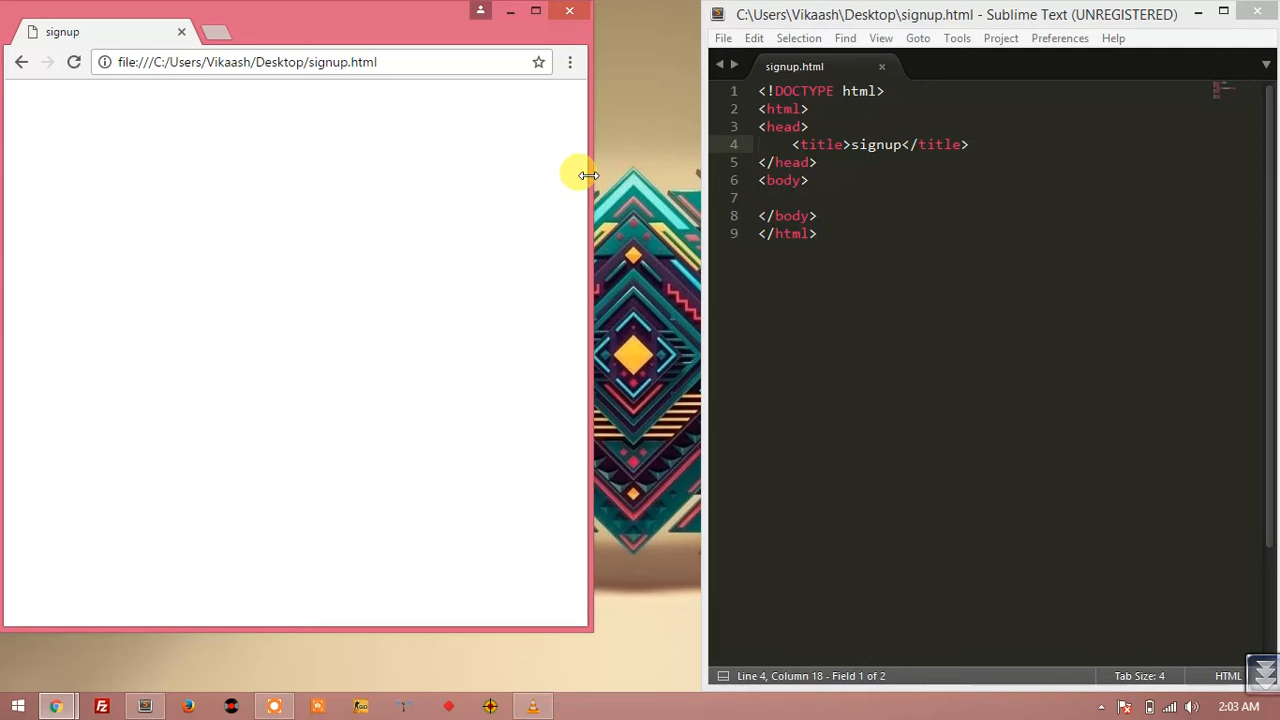 signup
file:///C:/Users/Vikaash/Desktop/signup.html
C:\Users\Vikaash\Desktop\signup.html - Sublime Text (UNREGISTERED)
File Edit Selection Find View Goto Tools Project Preferences Help
signup.html
1 <!DOCTYPE html>
2 <html>
3 <head>
4 <title>signup</title>
5 </head>
6 <body>
7
8 </body>
9 </html>
Line 4, Column 18 - Field 1 of 2
Tab Size: 4
HTML
2:03 AM